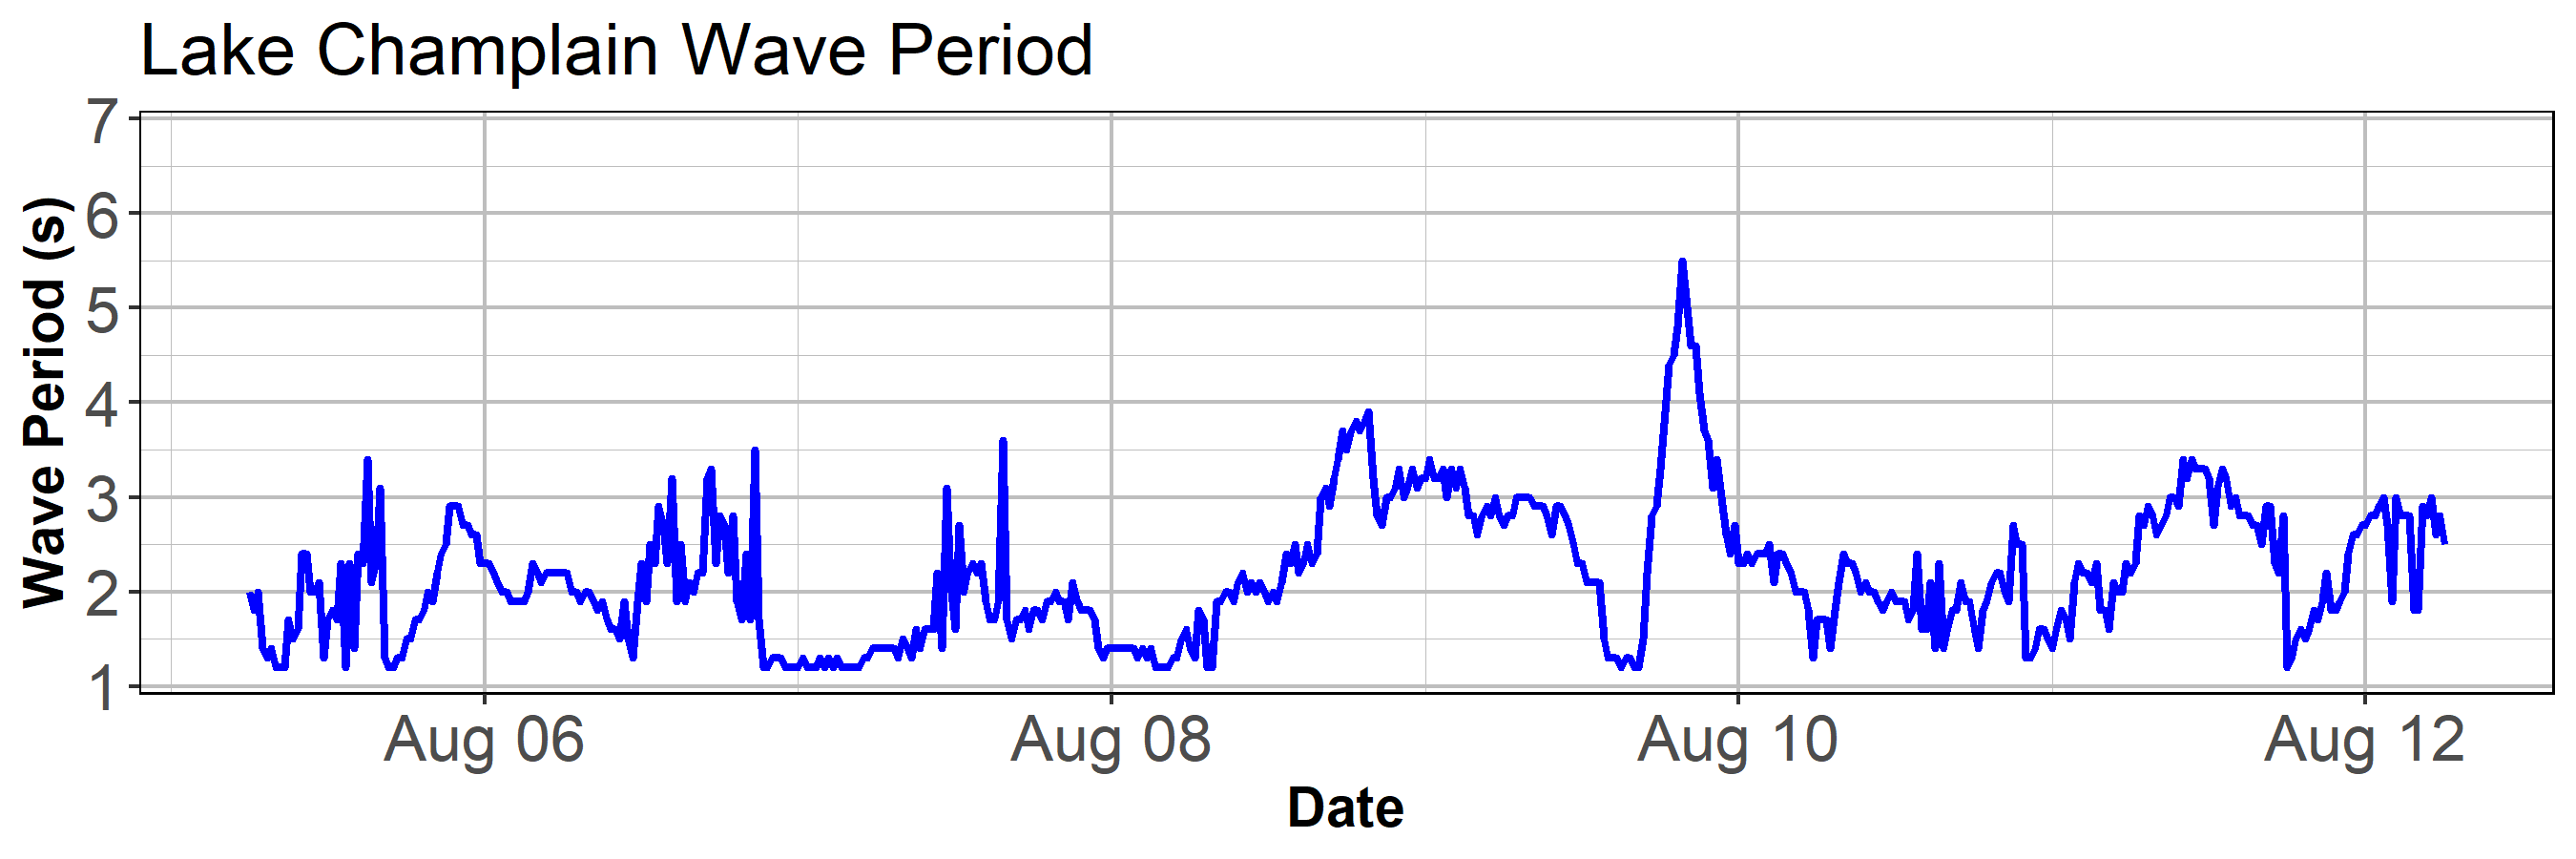 Lake Champlain Wave Period
Wave Period (s)
7
6
5
4
3
2
1
Aug 06
Aug 08
Aug 10
Aug 12
Date